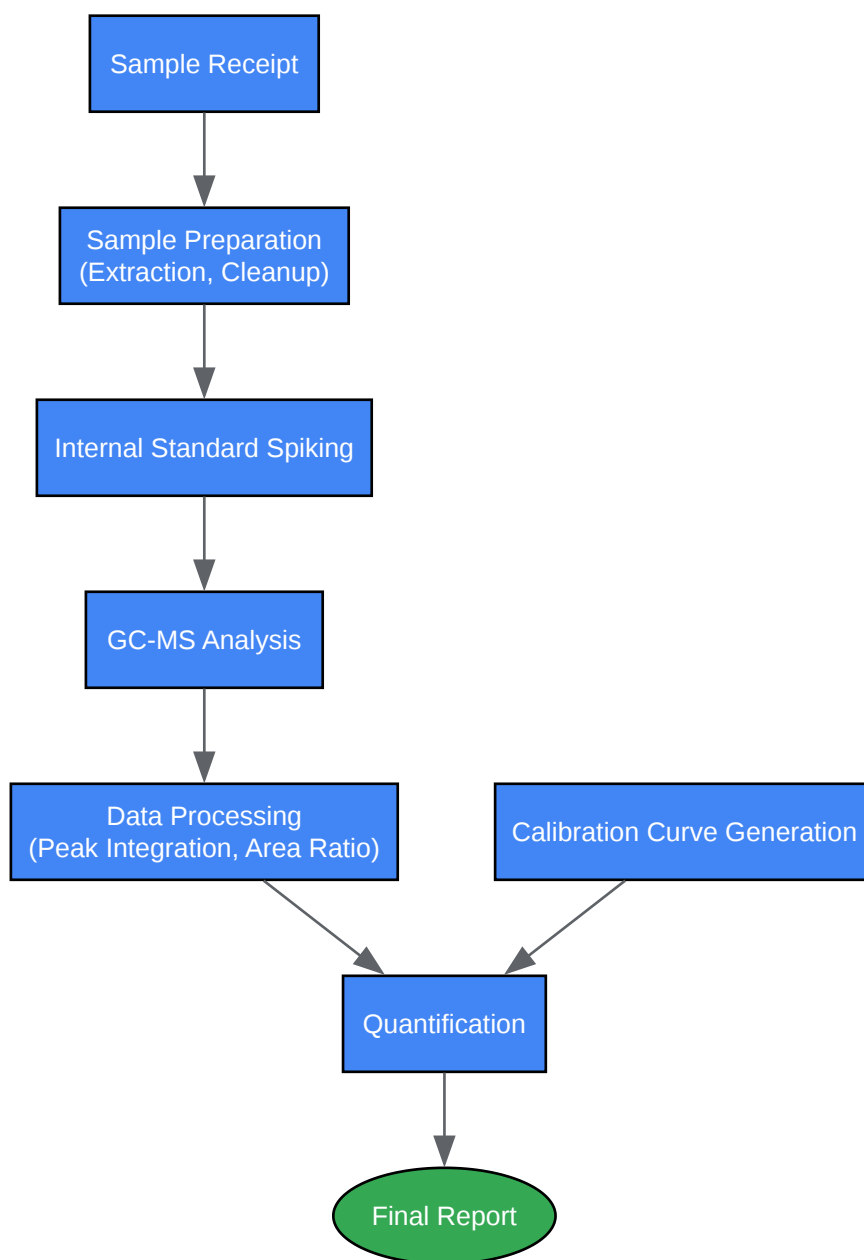 Sample Receipt
Sample Preparation
(Extraction, Cleanup)
Internal Standard Spiking
GC-MS Analysis
Data Processing
(Peak Integration, Area Ratio)
Calibration Curve Generation
Quantification
Final Report